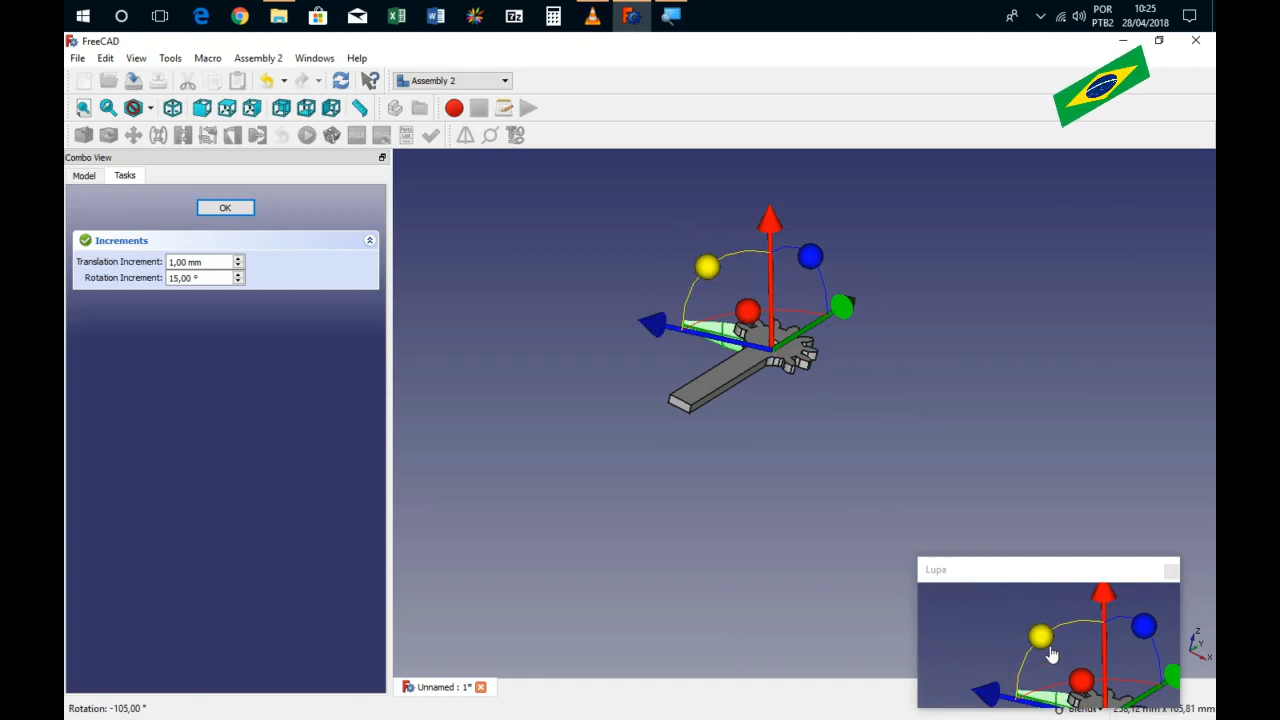 POR
10:25
PTB2
28/04/2018
FreeCAD
File Edit View Tools Macro Assembly 2 Windows Help
Assembly 2
Combo View
Model Tasks
OK
Increments
Translation Increment: 1,00 mm
Rotation Increment: 15,00 °
Lupa
Z
Y
X
Unnamed : 1*
Rotation: -105,00 °